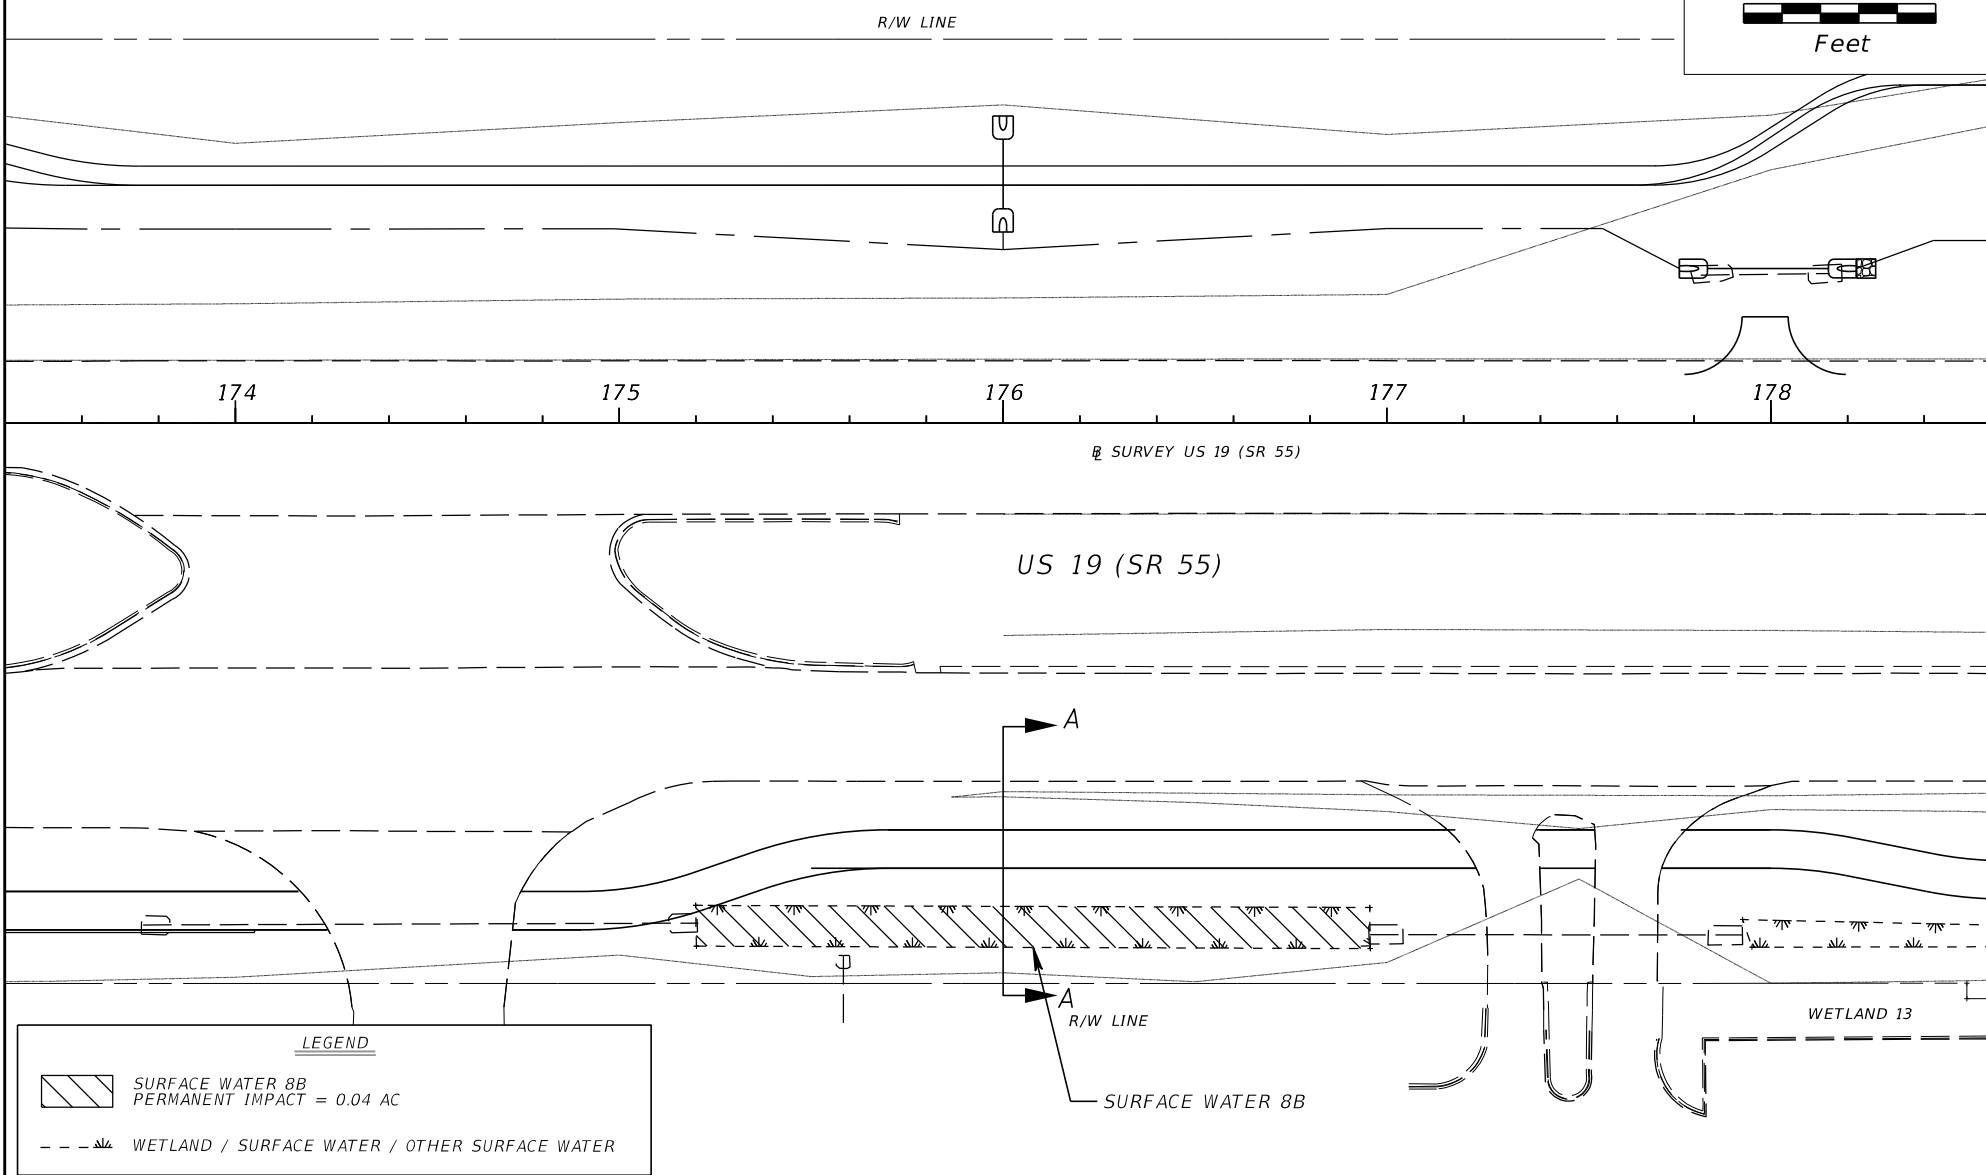 R/W LINE
Feet
174
175
176
177
178
℄ SURVEY US 19 (SR 55)
US 19 (SR 55)
A
A
R/W LINE
WETLAND 13
LEGEND
SURFACE WATER 8B
PERMANENT IMPACT = 0.04 AC
WETLAND / SURFACE WATER / OTHER SURFACE WATER
SURFACE WATER 8B